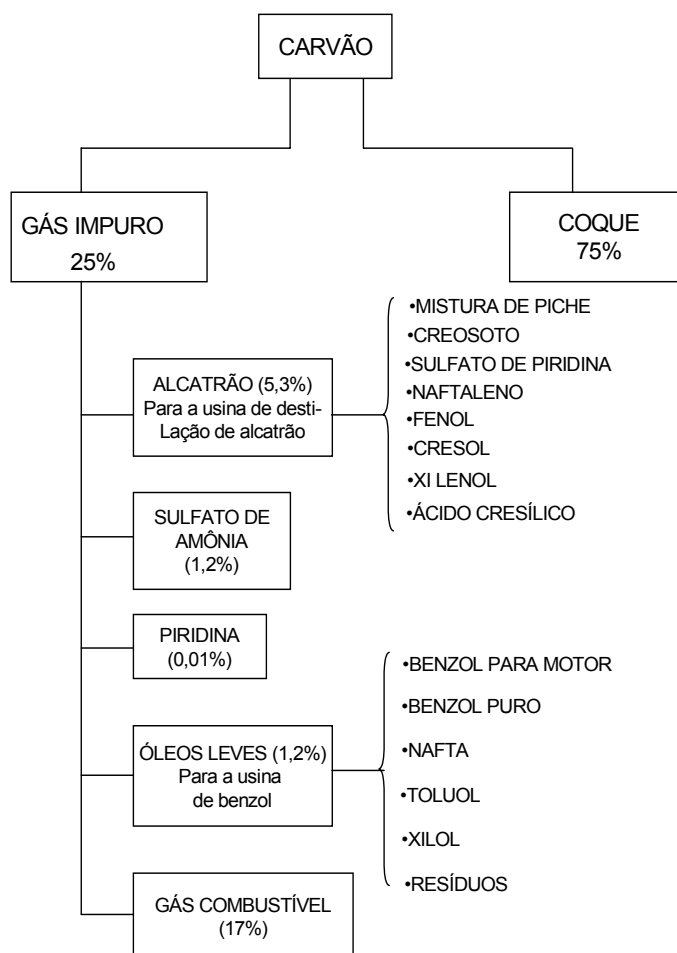 CARVÃO
GÁS IMPURO
25%
COQUE
75%
ALCATRÃO (5,3%)
Para a usina de desti-
Lação de alcatrão
•MISTURA DE PICHE
•CREOSOTO
•SULFATO DE PIRIDINA
•NAFTALENO
•FENOL
•CRESOL
•XI LENOL
•ÁCIDO CRESÍLICO
SULFATO DE
AMÔNIA
(1,2%)
PIRIDINA
(0,01%)
ÓLEOS LEVES (1,2%)
Para a usina
de benzol
•BENZOL PARA MOTOR
•BENZOL PURO
•NAFTA
•TOLUOL
•XILOL
•RESÍDUOS
GÁS COMBUSTÍVEL
(17%)